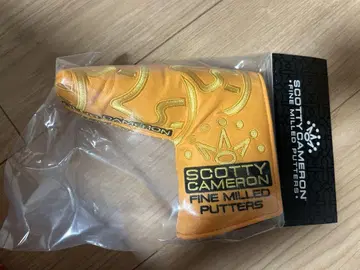 SCOTTY
CAMERON
FINE MILLED
PUTTERS
SCOTTY CAMERON
• FINE MILLED PUTTERS •